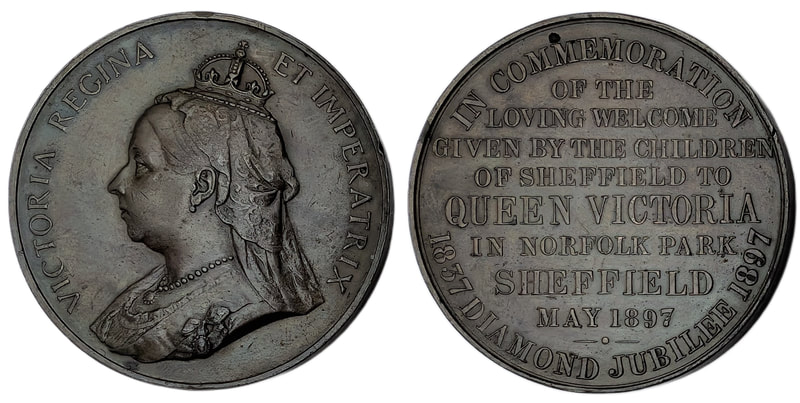 VICTORIA REGINA ET IMPERATRIX
IN COMMEMORATION
OF THE
LOVING WELCOME
GIVEN BY THE CHILDREN
OF SHEFFIELD TO
QUEEN VICTORIA
IN NORFOLK PARK
SHEFFIELD
MAY 1897
1837 DIAMOND JUBILEE 1897